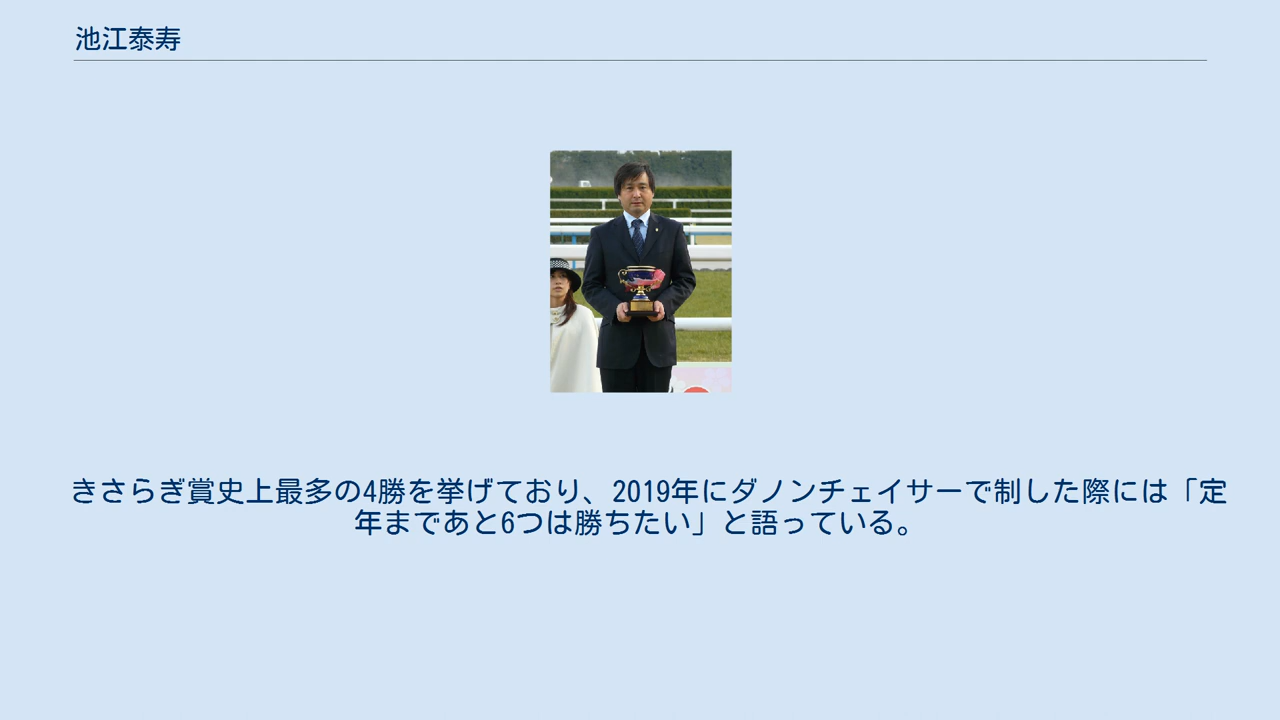 池江泰寿
きさらぎ賞史上最多の4勝を挙げており、2019年にダノンチェイサーで制した際には「定
年まであと6つは勝ちたい」と語っている。